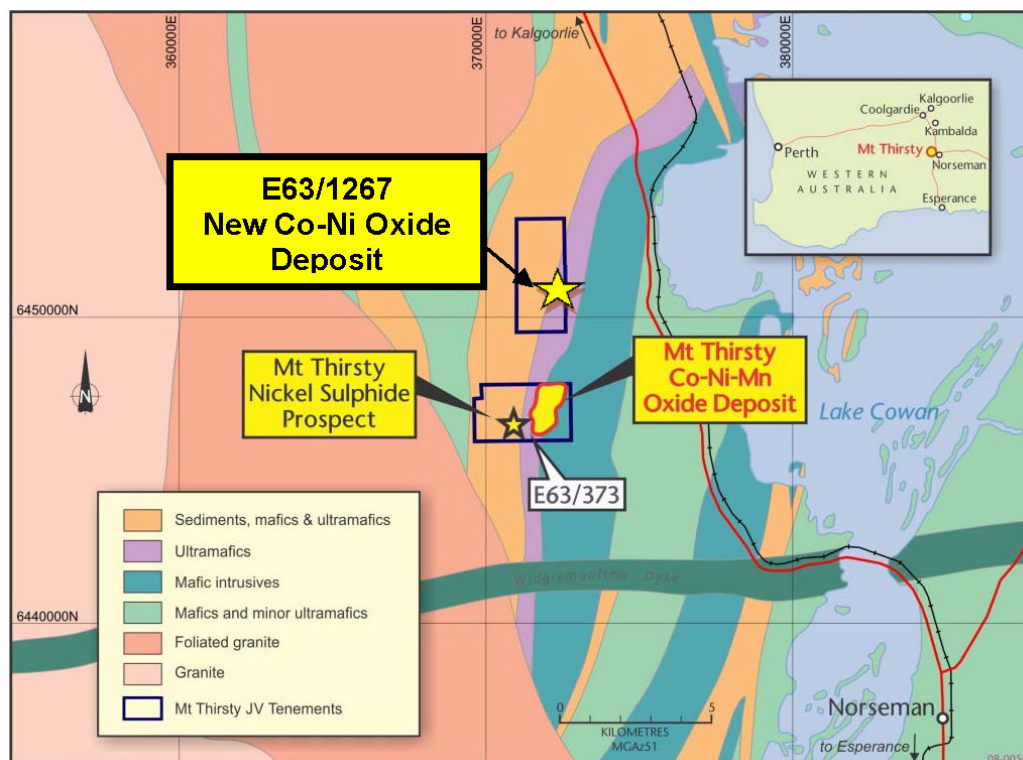 360000E
370000E
380000E
to Kalgoorlie
Kalgoorlie
Coolgardie
Kambalda
Perth
Mt Thirsty
Norseman
WESTERN
AUSTRALIA
Esperance
E63/1267
New Co-Ni Oxide
Deposit
6450000N
Mt Thirsty
Nickel Sulphide
Prospect
Mt Thirsty
Co-Ni-Mn
Oxide Deposit
N
Lake Cowan
E63/373
Sediments, mafics & ultramafics
Ultramafics
Mafic intrusives
Mafics and minor ultramafics
Foliated granite
Granite
Mt Thirsty JV Tenements
Widgiemooltha Dyke
6440000N
0 5
KILOMETRES
MGAz51
Norseman
to Esperance